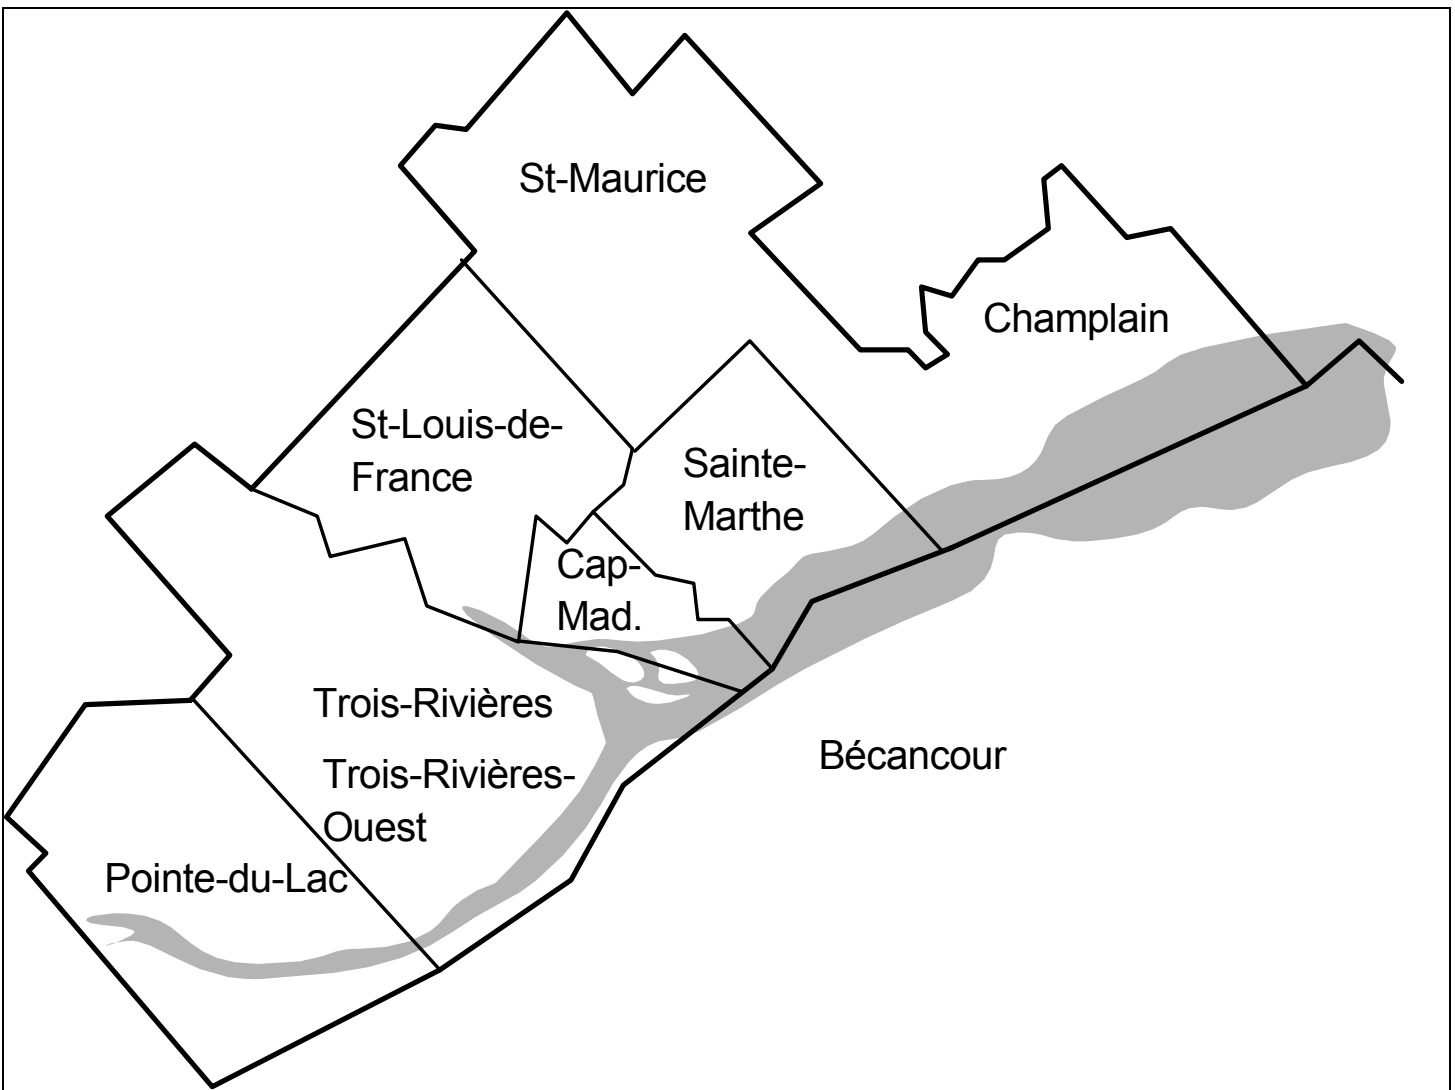 St-Maurice
Champlain
St-Louis-de-
France
Sainte-
Marthe
Cap-
Mad.
Trois-Rivières
Trois-Rivières-
Ouest
Bécancour
Pointe-du-Lac